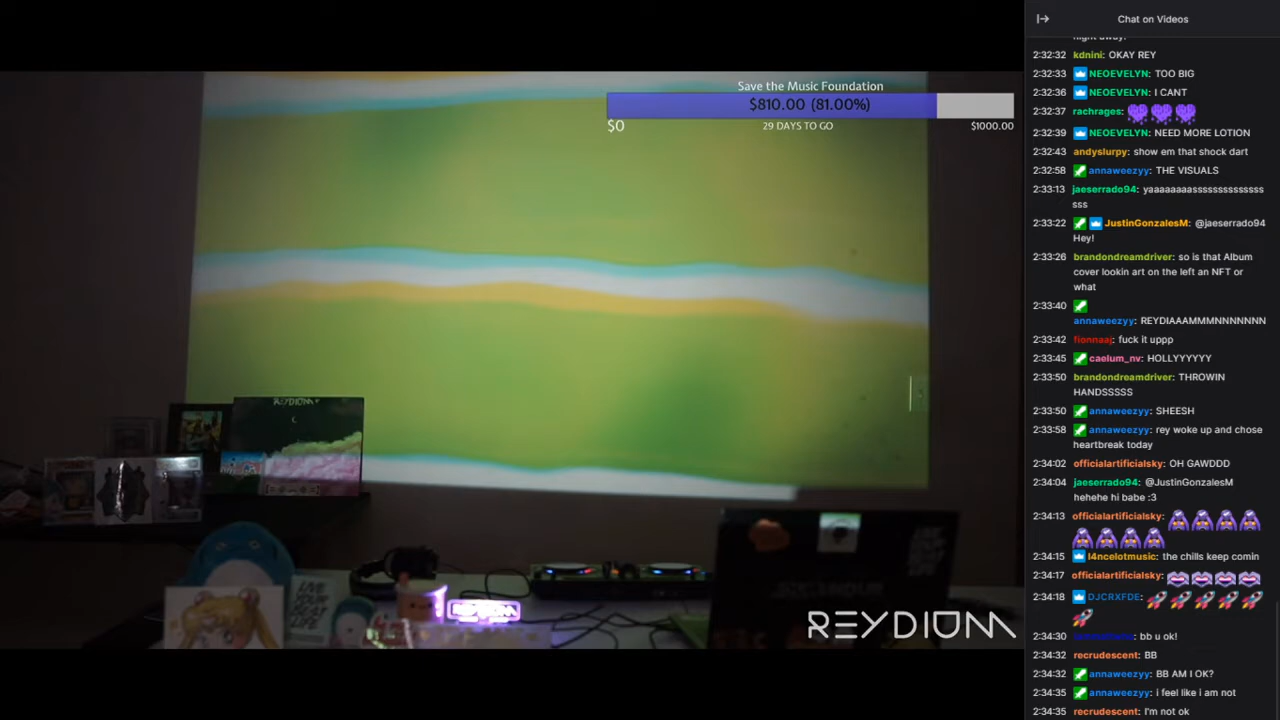 Save the Music Foundation
$810.00 (81.00%)
$0
29 DAYS TO GO
$1000.00
REYDIUM
REYDIUM
LIVE
BEAT
LIFE
REYDIUM
Chat on Videos
night away!
2:32:32 kdnini: OKAY REY
2:32:33 NEOEVELYN: TOO BIG
2:32:36 NEOEVELYN: I CANT
2:32:37 rachrages:
2:32:39 NEOEVELYN: NEED MORE LOTION
2:32:43 andyslurpy: show em that shock dart
2:32:58 annaweezyy: THE VISUALS
2:33:13 jaeserrado94: yaaaaaaaassssssssssssss
sss
2:33:22 JustinGonzalesM: @jaeserrado94
Hey!
2:33:26 brandondreamdriver: so is that Album
cover lookin art on the left an NFT or
what
2:33:40
annaweezyy: REYDIAAAMMMNNNNNNN
2:33:42 fionnaaj: fuck it uppp
2:33:45 caelum_nv: HOLLYYYYYY
2:33:50 brandondreamdriver: THROWIN
HANDSSSSS
2:33:50 annaweezyy: SHEESH
2:33:58 annaweezyy: rey woke up and chose
heartbreak today
2:34:02 officialartificialsky: OH GAWDDD
2:34:04 jaeserrado94: @JustinGonzalesM
hehehe hi babe :3
2:34:13 officialartificialsky:
2:34:15 l4ncelotmusic: the chills keep comin
2:34:17 officialartificialsky:
2:34:18 DJCRXFDE:
2:34:30 bb u ok!
2:34:32 recrudescent: BB
2:34:32 annaweezyy: BB AM I OK?
2:34:35 annaweezyy: i feel like i am not
2:34:35 recrudescent: I'm not ok